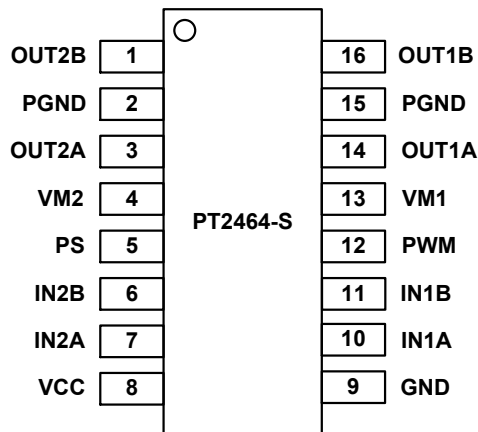 OUT2B 1 16 OUT1B
PGND 2 15 PGND
OUT2A 3 14 OUT1A
VM2 4 13 VM1
PT2464-S
PS 5 12 PWM
IN2B 6 11 IN1B
IN2A 7 10 IN1A
VCC 8 9 GND